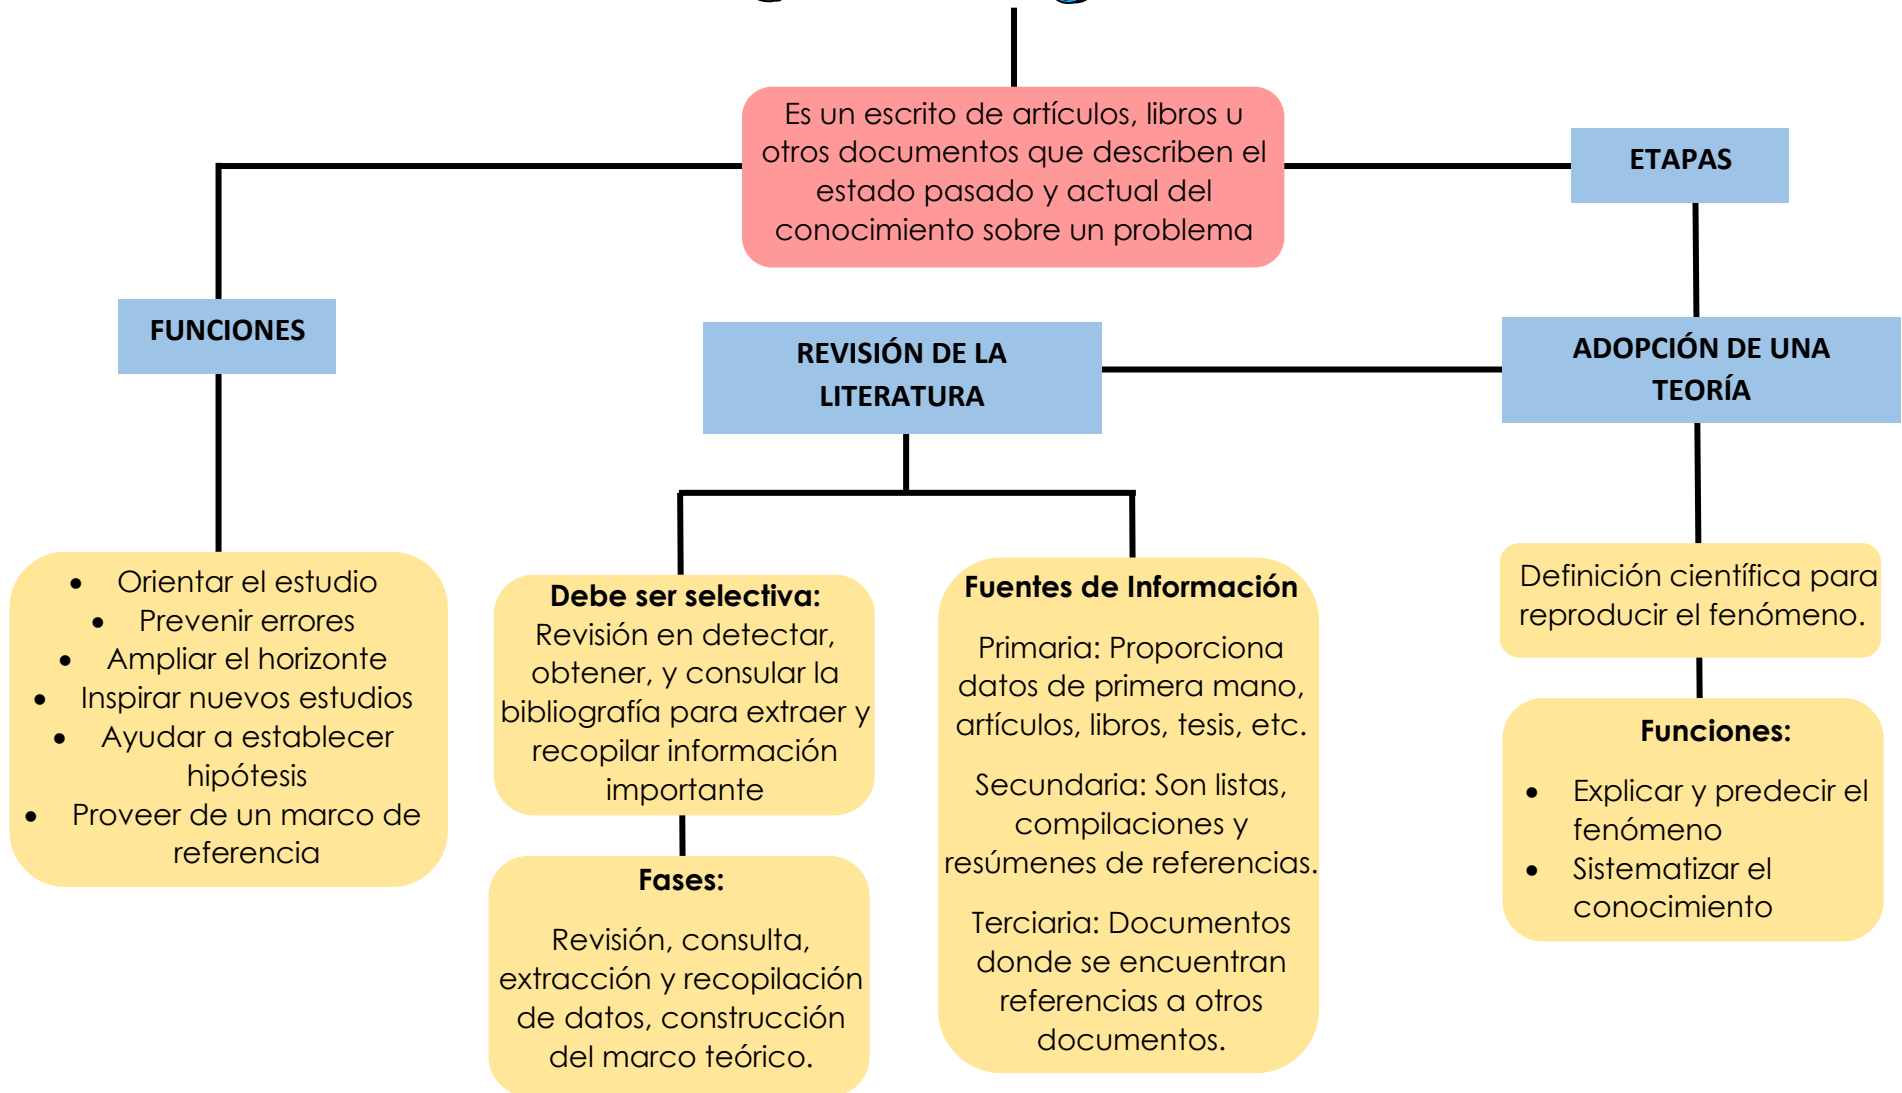 Es un escrito de artículos, libros u
otros documentos que describen el
estado pasado y actual del
conocimiento sobre un problema
ETAPAS
FUNCIONES
REVISIÓN DE LA
LITERATURA
ADOPCIÓN DE UNA
TEORÍA
• Orientar el estudio
• Prevenir errores
• Ampliar el horizonte
• Inspirar nuevos estudios
• Ayudar a establecer
hipótesis
• Proveer de un marco de
referencia
Debe ser selectiva:
Revisión en detectar,
obtener, y consular la
bibliografía para extraer y
recopilar información
importante
Fases:
Revisión, consulta,
extracción y recopilación
de datos, construcción
del marco teórico.
Fuentes de Información
Primaria: Proporciona
datos de primera mano,
artículos, libros, tesis, etc.
Secundaria: Son listas,
compilaciones y
resúmenes de referencias.
Terciaria: Documentos
donde se encuentran
referencias a otros
documentos.
Definición científica para
reproducir el fenómeno.
Funciones:
• Explicar y predecir el
fenómeno
• Sistematizar el
conocimiento